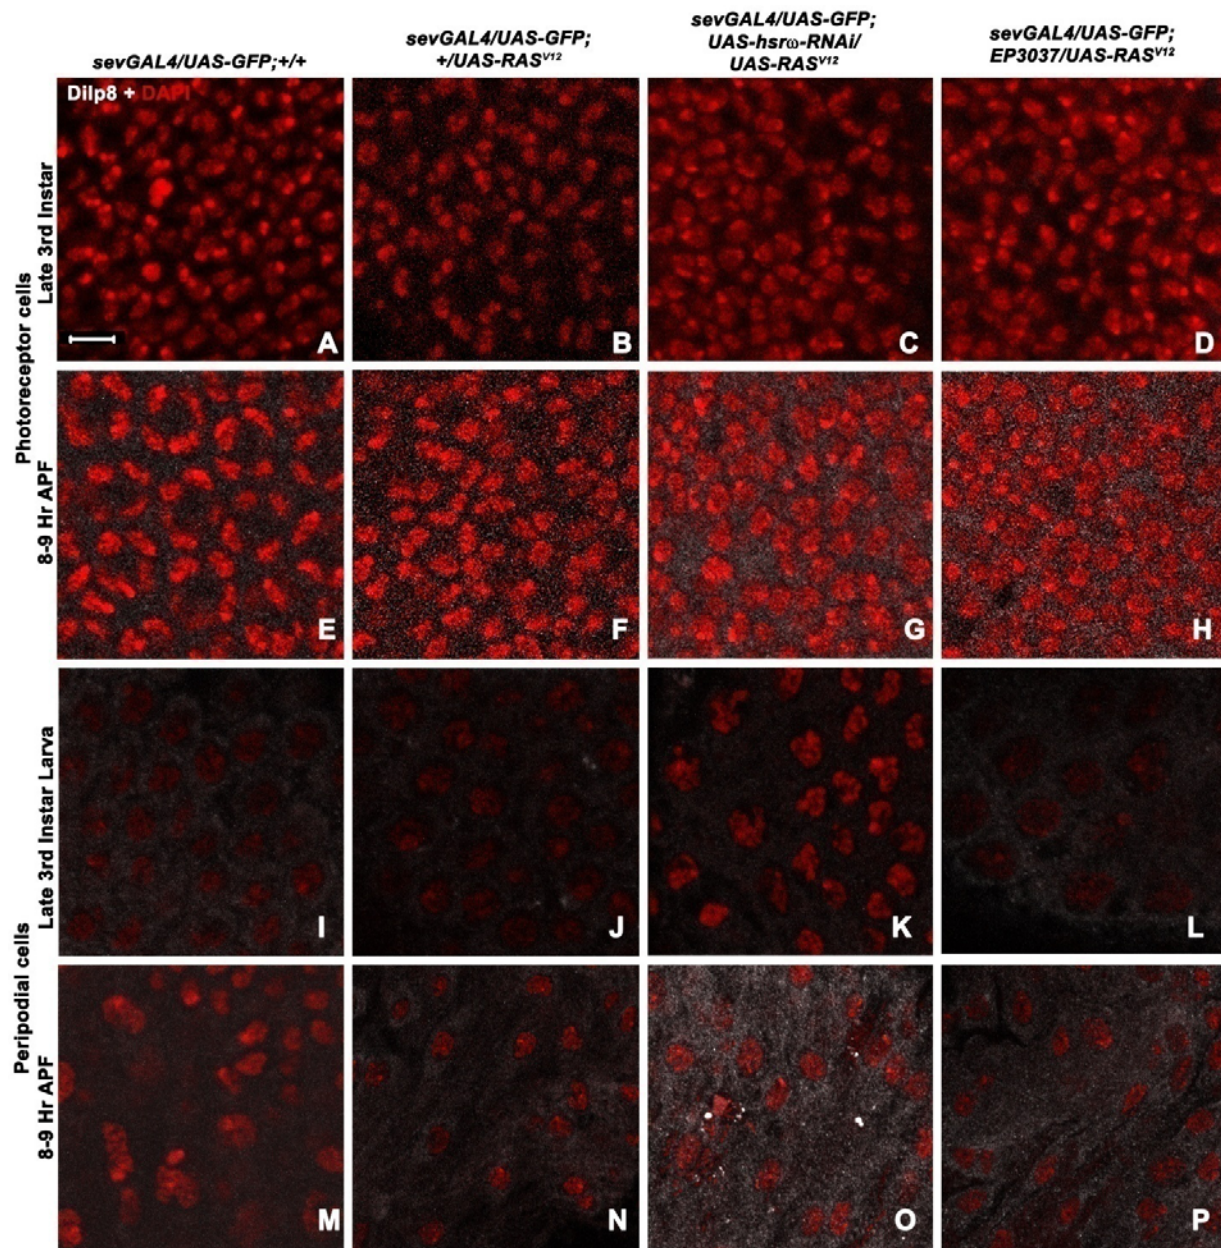 sevGAL4/UAS-GFP;+/+
sevGAL4/UAS-GFP;
+/UAS-RASV12
sevGAL4/UAS-GFP;
UAS-hsrω-RNAi/
UAS-RASV12
sevGAL4/UAS-GFP;
EP3037/UAS-RASV12
Dilp8 + DAPI
Photoreceptor cells
Late 3rd Instar
A
B
C
D
8-9 Hr APF
E
F
G
H
Peripodial cells
Late 3rd Instar Larva
I
J
K
L
8-9 Hr APF
M
N
O
P